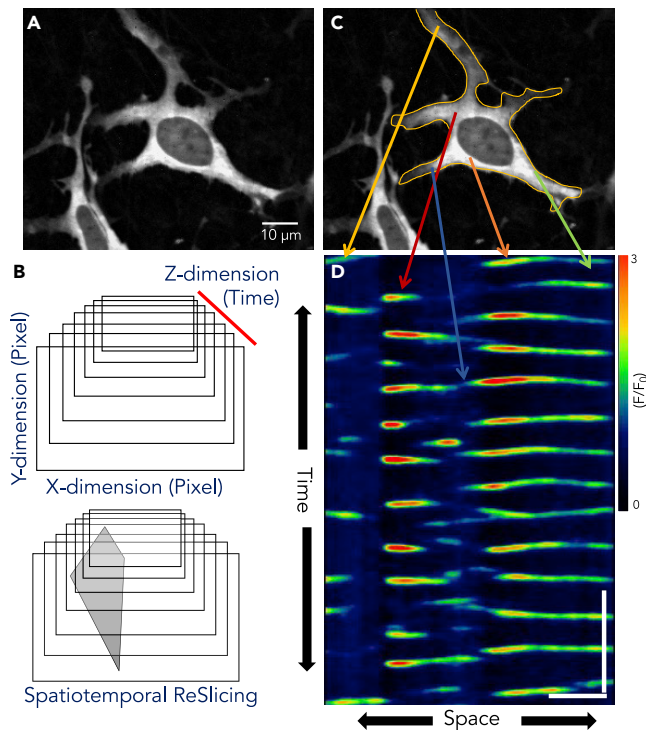 A
C
10 µm
B
Z-dimension
(Time)
Y-dimension (Pixel)
X-dimension (Pixel)
Spatiotemporal ReSlicing
Time
D
3
(F/F0)
0
Space